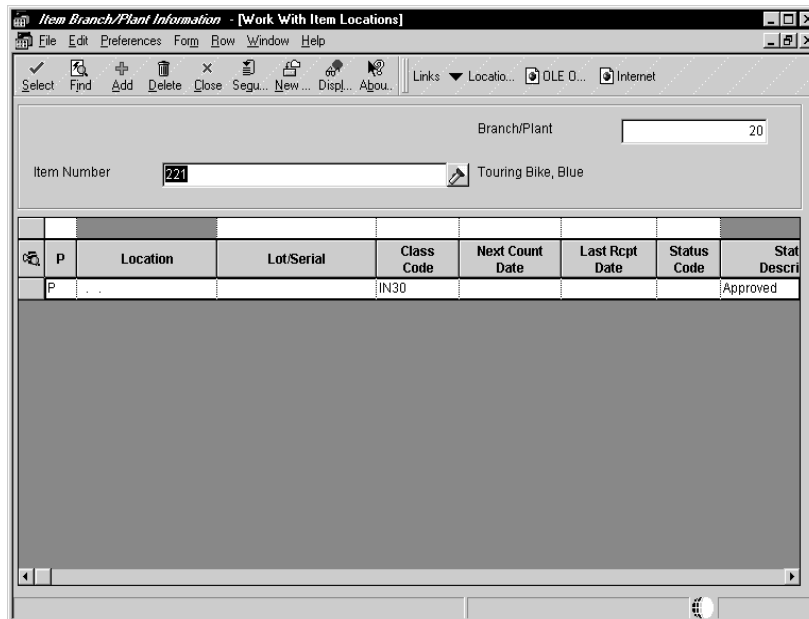 Item Branch/Plant Information - [Work With Item Locations]
File Edit Preferences Form Row Window Help
Select Find Add Delete Close Sequ... New ... Displ... Abou.. Links Locatio... OLE O... Internet
Branch/Plant 20
Item Number 221 Touring Bike, Blue
P Location Lot/Serial Class Code Next Count Date Last Rcpt Date Status Code Stat Descri
P . . IN30 Approved